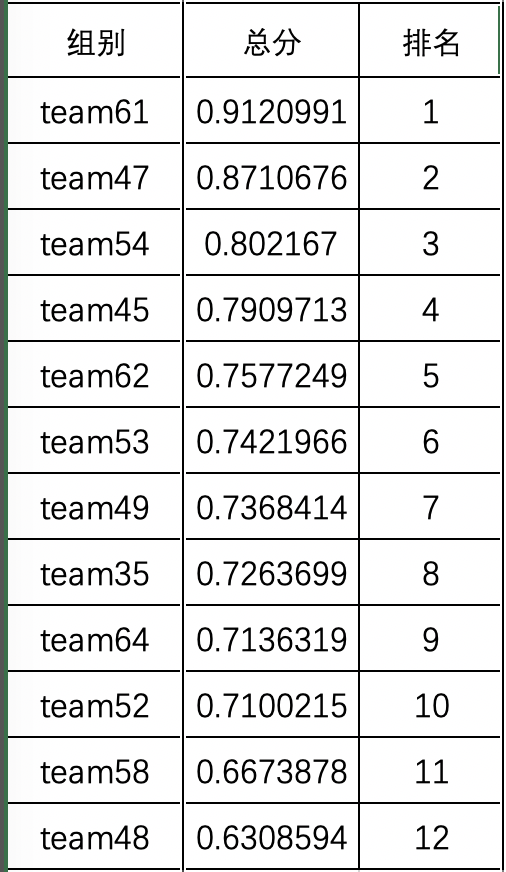 组别 总分 排名
team61 0.9120991 1
team47 0.8710676 2
team54 0.802167 3
team45 0.7909713 4
team62 0.7577249 5
team53 0.7421966 6
team49 0.7368414 7
team35 0.7263699 8
team64 0.7136319 9
team52 0.7100215 10
team58 0.6673878 11
team48 0.6308594 12